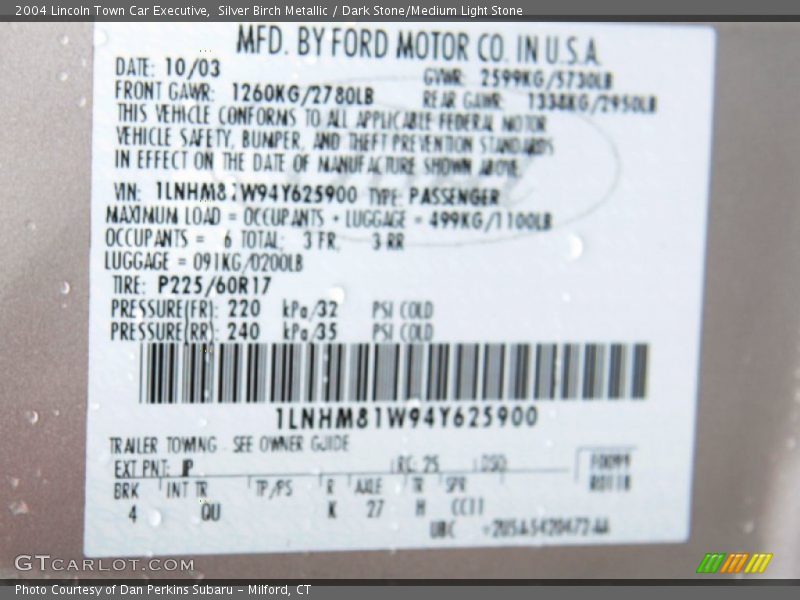 2004 Lincoln Town Car Executive, Silver Birch Metallic / Dark Stone/Medium Light Stone
MFD. BY FORD MOTOR CO. IN U.S.A.
DATE: 10/03 GVWR: 2599KG/5730LB
FRONT GAWR: 1260KG/2780LB REAR GAWR: 1338KG/2950LB
THIS VEHICLE CONFORMS TO ALL APPLICABLE FEDERAL MOTOR
VEHICLE SAFETY, BUMPER, AND THEFT PREVENTION STANDARDS
IN EFFECT ON THE DATE OF MANUFACTURE SHOWN ABOVE.
VIN: 1LNHM81W94Y625900 TYPE: PASSENGER
MAXIMUM LOAD = OCCUPANTS + LUGGAGE = 499KG/1100LB
OCCUPANTS = 6 TOTAL: 3 FR. 3 RR
LUGGAGE = 091KG/0200LB
TIRE: P225/60R17
PRESSURE(FR): 220 kPa/32 PSI COLD
PRESSURE(RR): 240 kPa/35 PSI COLD
1LNHM81W94Y625900
TRAILER TOWING - SEE OWNER GUIDE
EXT PNT: JP RC: 25 DSO:
BRK INT TR TP/PS R AXLE TR SPR
4 QU K 27 H CC11
UBC
GTCARLOT.COM
Photo Courtesy of Dan Perkins Subaru – Milford, CT